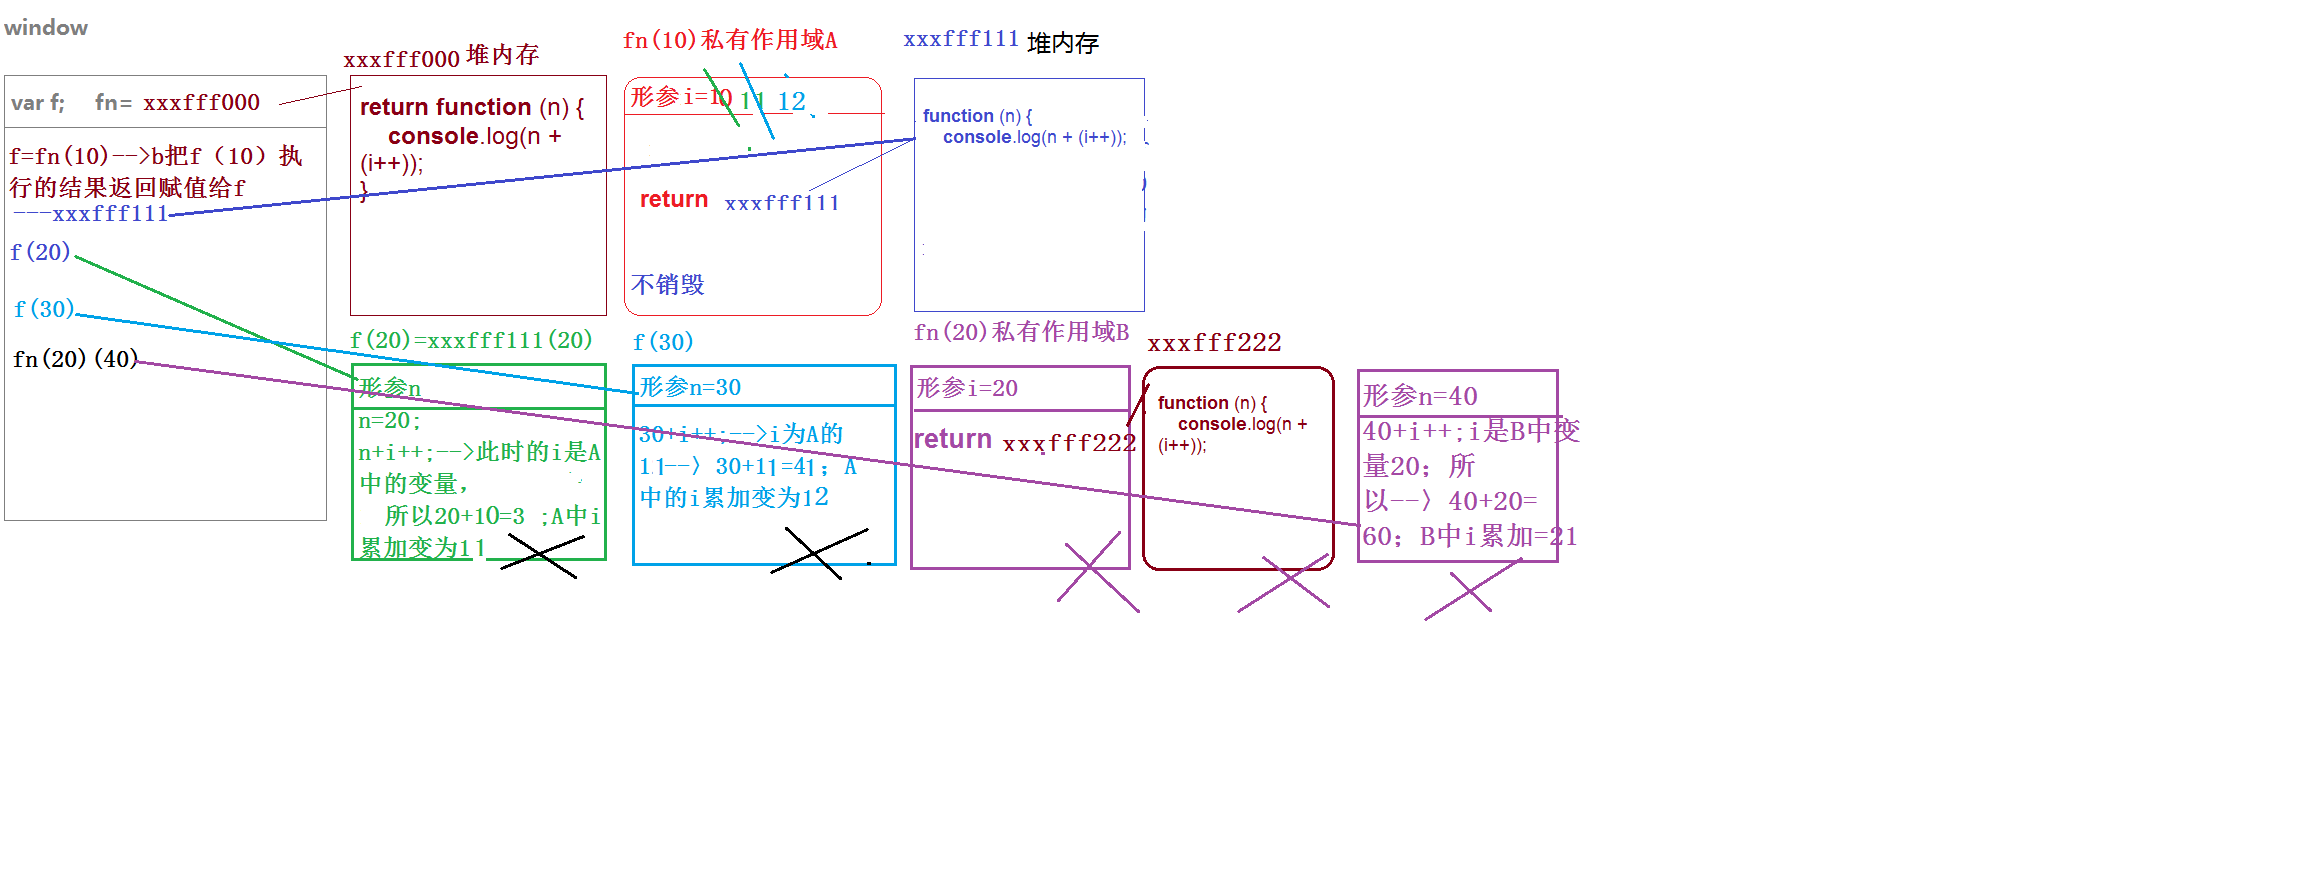 window
var f; fn= xxxfff000
f=fn(10)-->b把f（10）执
行的结果返回赋值给f
---xxxfff111
f(20)
f(30)
fn(20)(40)
xxxfff000 堆内存
return function (n) {
console.log(n +
(i++));
}
fn(10)私有作用域A
形参i=10 11 12
return xxxfff111
不销毁
xxxfff111 堆内存
function (n) {
console.log(n + (i++));
f(20)=xxxfff111(20)
形参n
n=20;
n+i++;-->此时的i是A
中的变量，
所以20+10=3 ;A中i
累加变为11
f(30)
形参n=30
30+i++;-->i为A的
11--〉30+11=41；A
中的i累加变为12
fn(20)私有作用域B
形参i=20
return xxxfff222
xxxfff222
function (n) {
console.log(n +
(i++));
形参n=40
40+i++;i是B中变
量20；所
以--〉40+20=
60；B中i累加=21